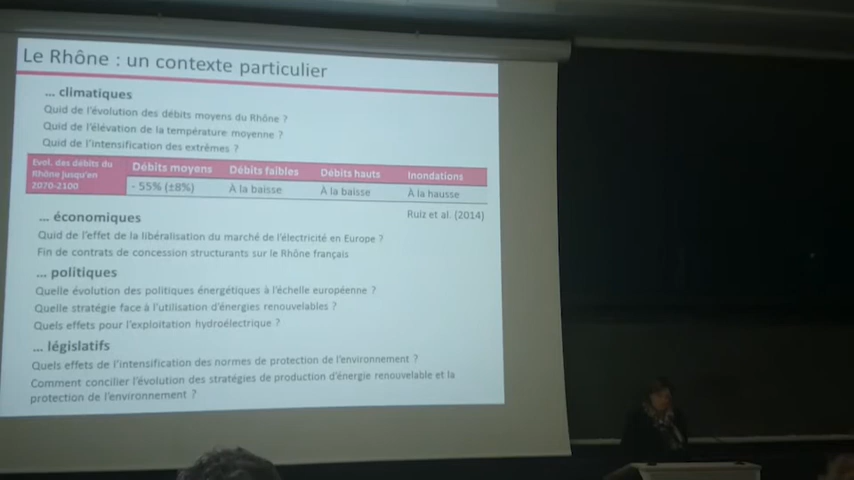 Le Rhône : un contexte particulier
... climatiques
Quid de l'évolution des débits moyens du Rhône ?
Quid de l'élévation de la température moyenne ?
Quid de l'intensification des extrêmes ?
Evol. des débits du Rhône jusqu'en 2070-2100
Débits moyens Débits faibles Débits hauts Inondations
- 55% (±8%) À la baisse À la baisse À la hausse
Ruiz et al. (2014)
... économiques
Quid de l'effet de la libéralisation du marché de l'électricité en Europe ?
Fin de contrats de concession structurants sur le Rhône français
... politiques
Quelle évolution des politiques énergétiques à l'échelle européenne ?
Quelle stratégie face à l'utilisation d'énergies renouvelables ?
Quels effets pour l'exploitation hydroélectrique ?
... législatifs
Quels effets de l'intensification des normes de protection de l'environnement ?
Comment concilier l'évolution des stratégies de production d'énergie renouvelable et la
protection de l'environnement ?